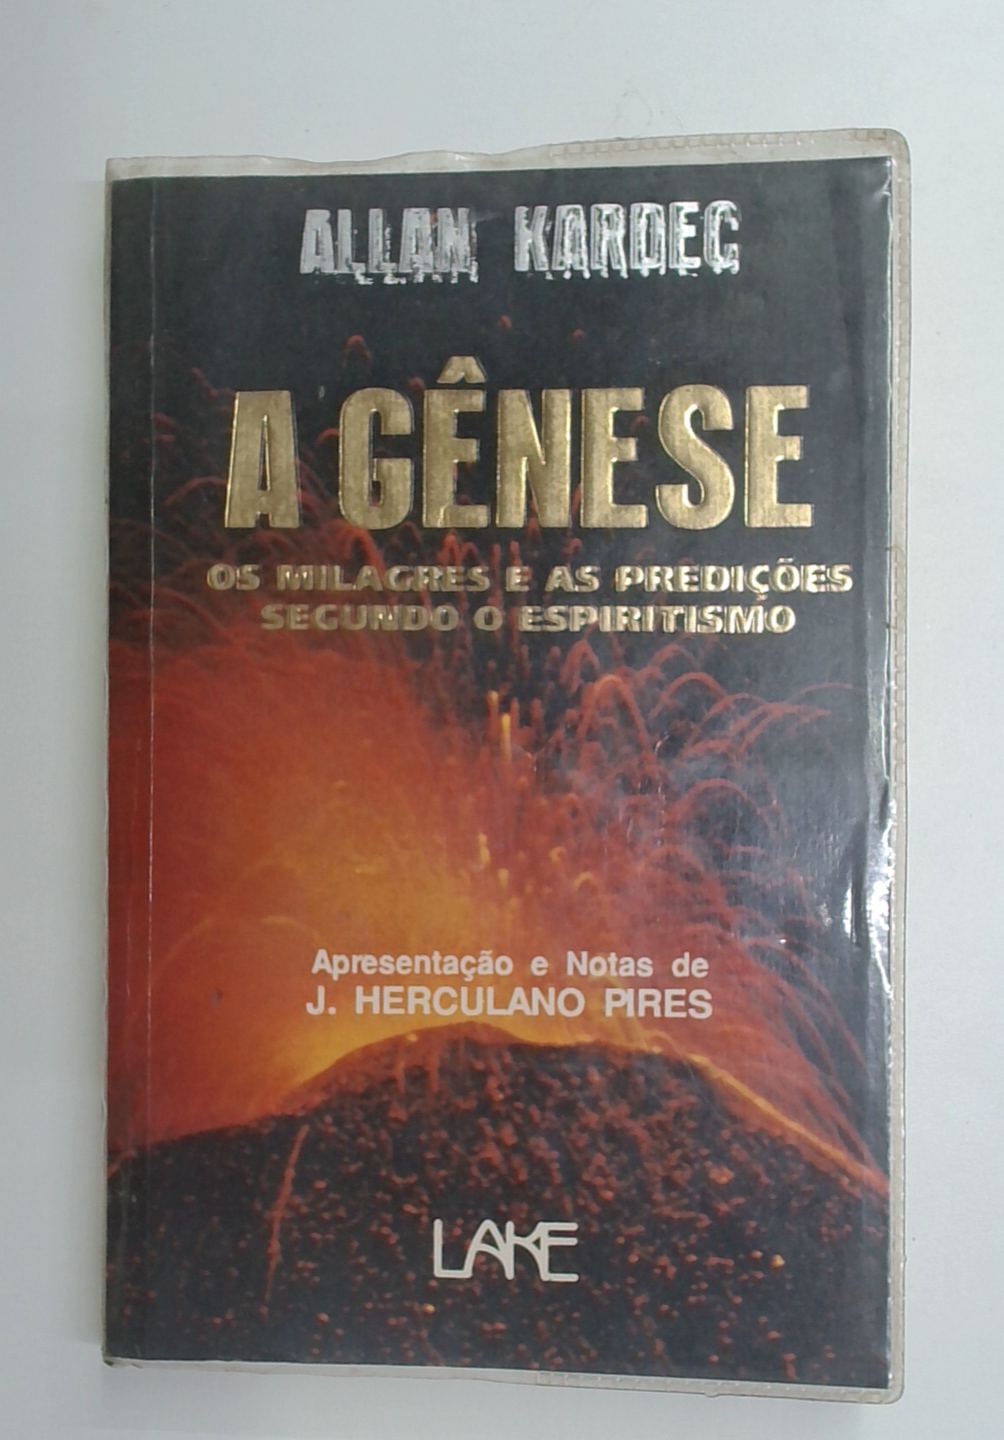 ALLAN KARDEC
A GÊNESE
OS MILAGRES E AS PREDIÇÕES
SEGUNDO O ESPIRITISMO
Apresentação e Notas de
J. HERCULANO PIRES
LAKE